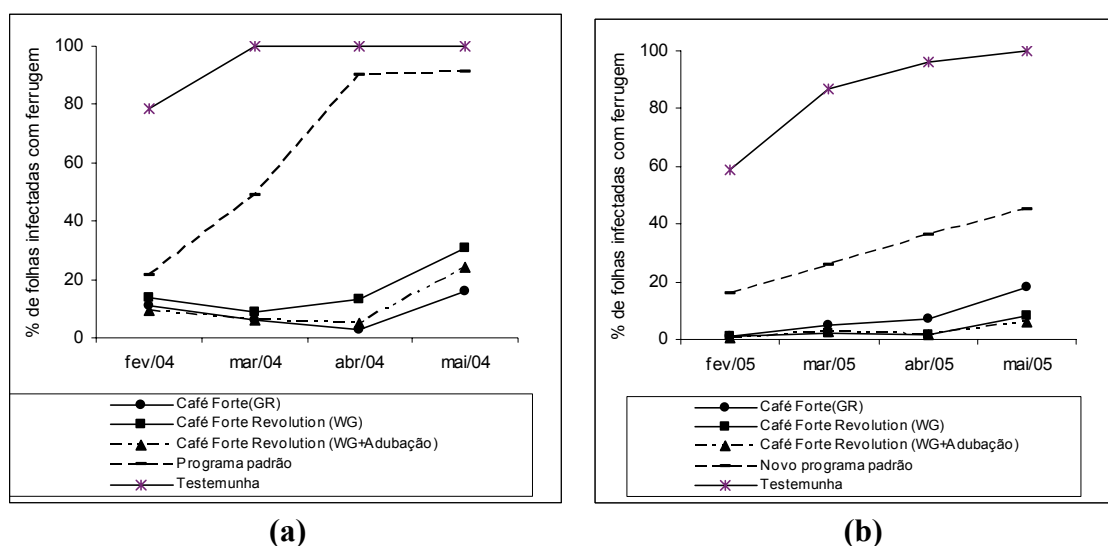 % de folhas infectadas com ferrugem
100
80
60
40
20
0
fev/04 mar/04 abr/04 mai/04
Café Forte(GR)
Café Forte Revolution (WG)
Café Forte Revolution (WG+Adubação)
Programa padrão
Testemunha
(a)
% de folhas infectadas com ferrugem
100
80
60
40
20
0
fev/05 mar/05 abr/05 mai/05
Café Forte(GR)
Café Forte Revolution (WG)
Café Forte Revolution (WG+Adubação)
Novo programa padrão
Testemunha
(b)